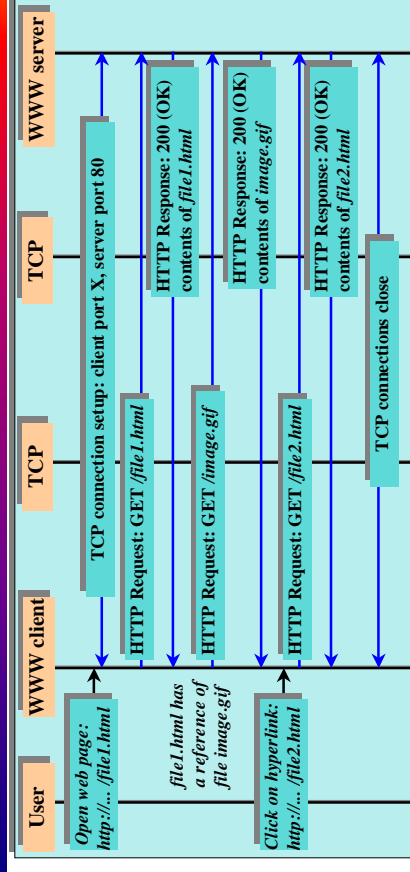 User
WWW client
TCP
TCP
WWW server
Open web page:
http://... /file1.html
TCP connection setup: client port X, server port 80
HTTP Request: GET /file1.html
HTTP Response: 200 (OK)
contents of file1.html
file1.html has
a reference of
file image.gif
HTTP Request: GET /image.gif
HTTP Response: 200 (OK)
contents of image.gif
Click on hyperlink:
http://... /file2.html
HTTP Request: GET /file2.html
HTTP Response: 200 (OK)
contents of file2.html
TCP connections close